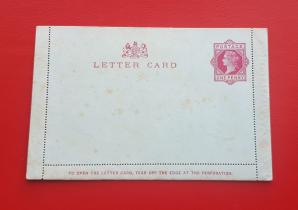 POSTAGE
LETTER CARD
ONE PENNY
TO OPEN THE LETTER CARD, TEAR OFF THE EDGE AT THE PERFORATION.